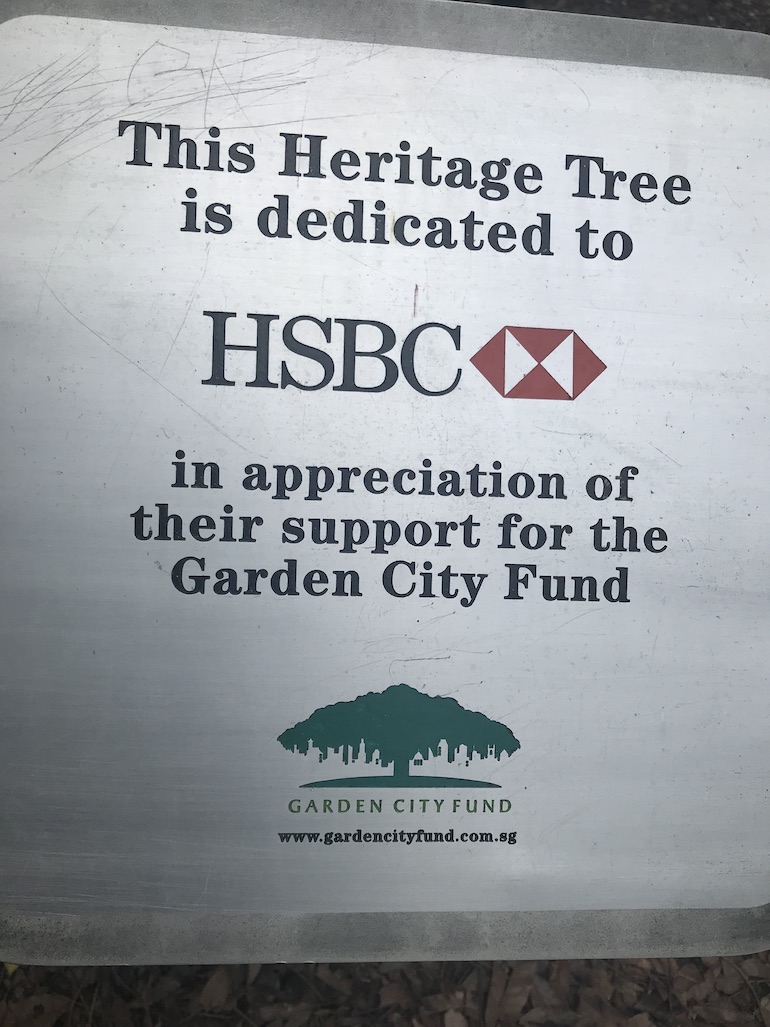 This Heritage Tree
is dedicated to
HSBC
in appreciation of
their support for the
Garden City Fund
GARDEN CITY FUND
www.gardencityfund.com.sg